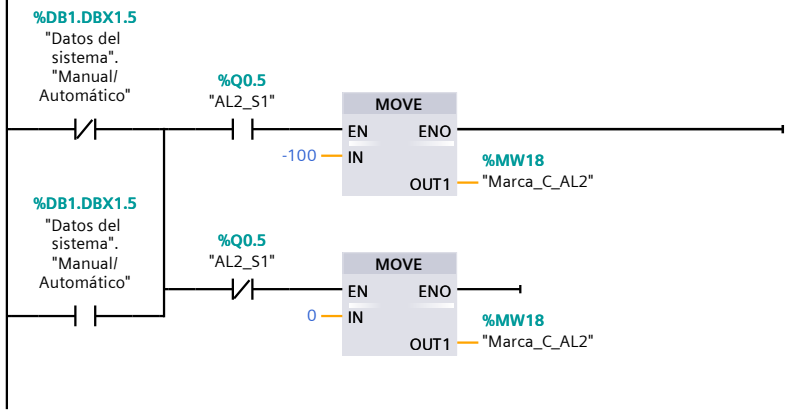 %DB1.DBX1.5
"Datos del
sistema".
"Manual/
Automático"
%Q0.5
"AL2_S1"
MOVE
EN ENO
-100 IN
%MW18
OUT1 "Marca_C_AL2"
%DB1.DBX1.5
"Datos del
sistema".
"Manual/
Automático"
%Q0.5
"AL2_S1"
MOVE
EN ENO
0 IN
%MW18
OUT1 "Marca_C_AL2"